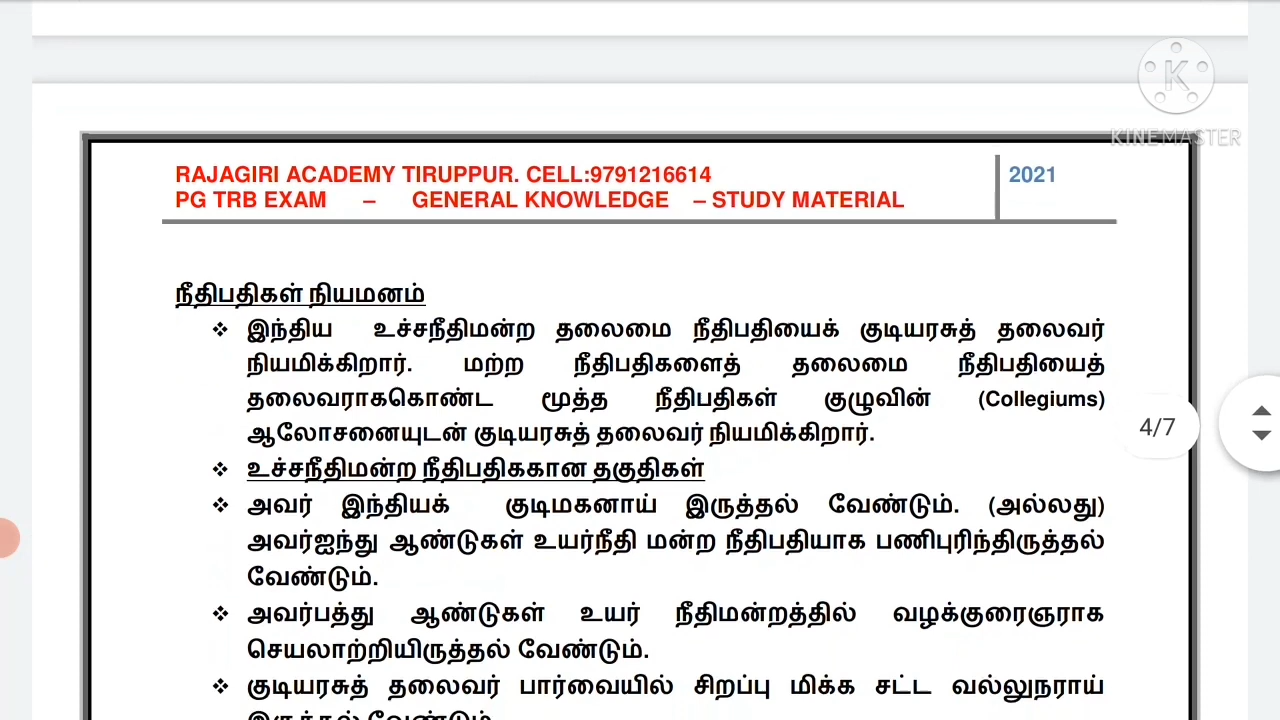 KINEMASTER
RAJAGIRI ACADEMY TIRUPPUR. CELL:9791216614
2021
PG TRB EXAM – GENERAL KNOWLEDGE – STUDY MATERIAL
நீதிபதிகள் நியமனம்
❖ இந்திய உச்சநீதிமன்ற தலைமை நீதிபதியைக் குடியரசுத் தலைவர்
நியமிக்கிறார். மற்ற நீதிபதிகளைத் தலைமை நீதிபதியைத்
தலைவராககொண்ட மூத்த நீதிபதிகள் குழுவின் (Collegiums)
ஆலோசனையுடன் குடியரசுத் தலைவர் நியமிக்கிறார்.
❖ உச்சநீதிமன்ற நீதிபதிககான தகுதிகள்
❖ அவர் இந்தியக் குடிமகனாய் இருத்தல் வேண்டும். (அல்லது)
அவர்ஐந்து ஆண்டுகள் உயர்நீதி மன்ற நீதிபதியாக பணிபுரிந்திருத்தல்
வேண்டும்.
❖ அவர்பத்து ஆண்டுகள் உயர் நீதிமன்றத்தில் வழக்குரைஞராக
செயலாற்றியிருத்தல் வேண்டும்.
❖ குடியரசுத் தலைவர் பார்வையில் சிறப்பு மிக்க சட்ட வல்லுநராய்
இருத்தல் வேண்டும்
4/7